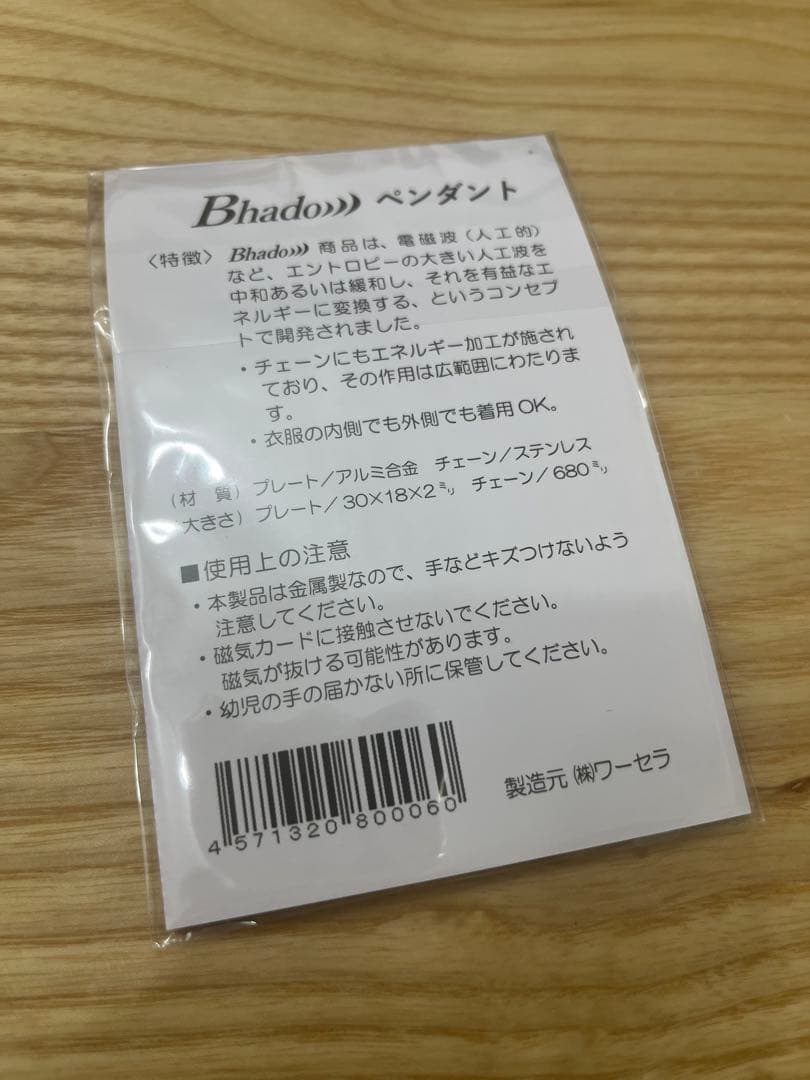 Bhado))) ペンダント
〈特徴〉 Bhado))) 商品は、電磁波（人工的）
など、エントロピーの大きい人工波を
中和あるいは緩和し、それを有益なエ
ネルギーに変換する、というコンセプ
トで開発されました。
・チェーンにもエネルギー加工が施され
ており、その作用は広範囲にわたりま
す。
・衣服の内側でも外側でも着用OK。
（材 質）プレート／アルミ合金 チェーン／ステンレス
（大きさ）プレート／30×18×2㍉ チェーン／680㍉
■使用上の注意
・本製品は金属製なので、手などキズつけないよう
注意してください。
・磁気カードに接触させないでください。
磁気が抜ける可能性があります。
・幼児の手の届かない所に保管してください。
4 571320 800060
製造元 ㈱ワーセラ